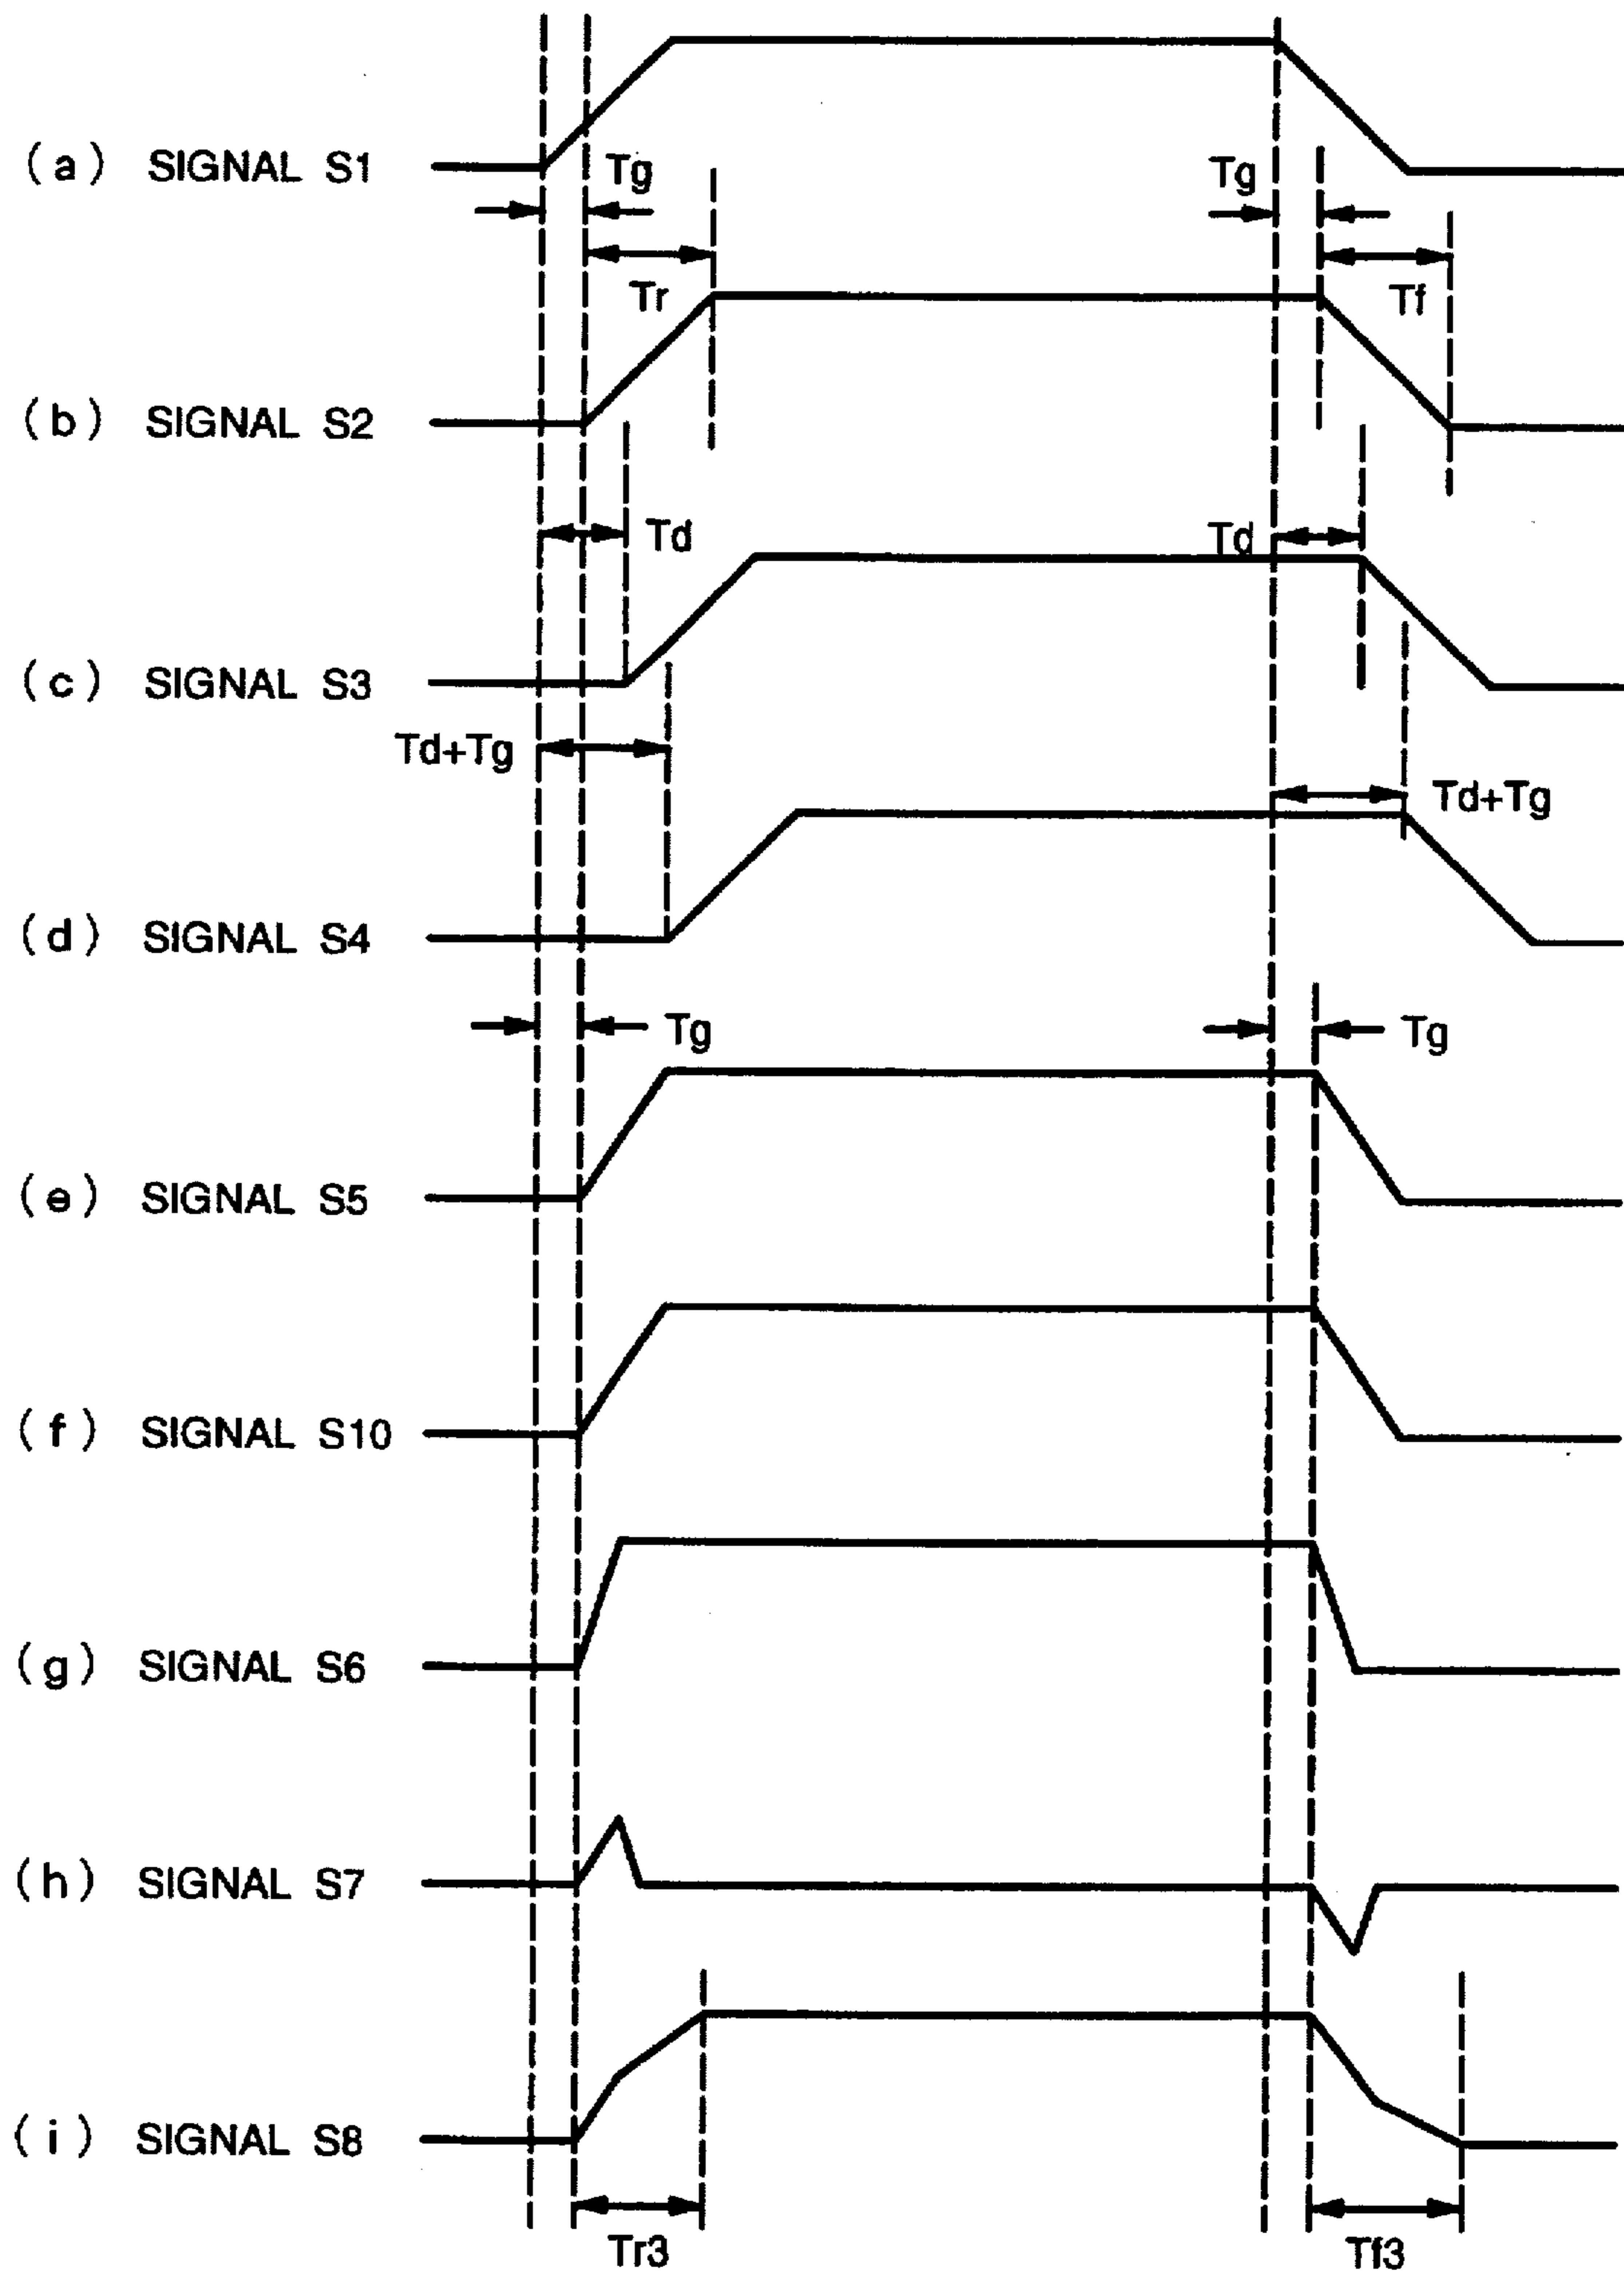 (a) SIGNAL S1
Tg
Tg
Tr
Tf
(b) SIGNAL S2
Td
Td
(c) SIGNAL S3
Td+Tg
Td+Tg
(d) SIGNAL S4
Tg
Tg
(e) SIGNAL S5
(f) SIGNAL S10
(g) SIGNAL S6
(h) SIGNAL S7
(i) SIGNAL S8
Tr3
Tf3